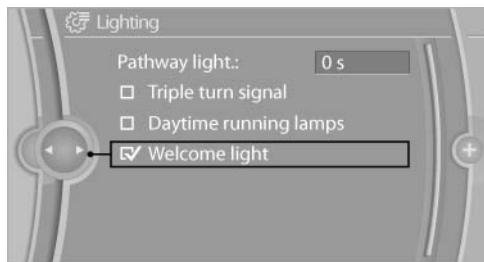 Lighting
Pathway light.: 0 s
Triple turn signal
Daytime running lamps
Welcome light